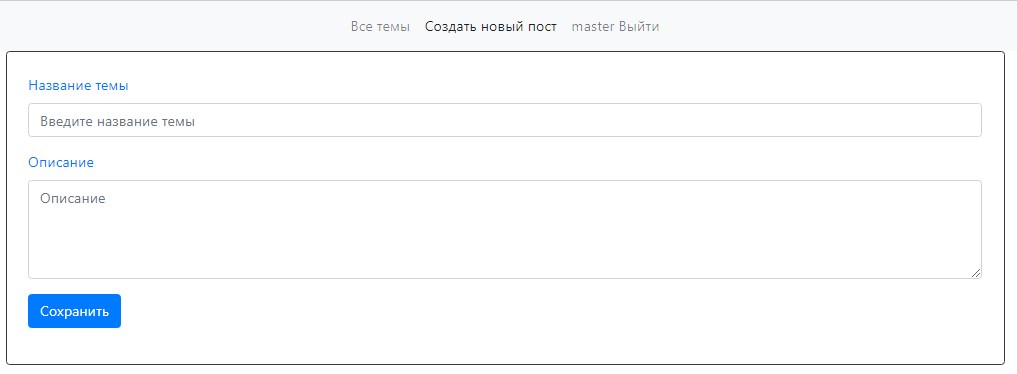 Все темы Создать новый пост master Выйти
Название темы
Введите название темы
Описание
Описание
Сохранить